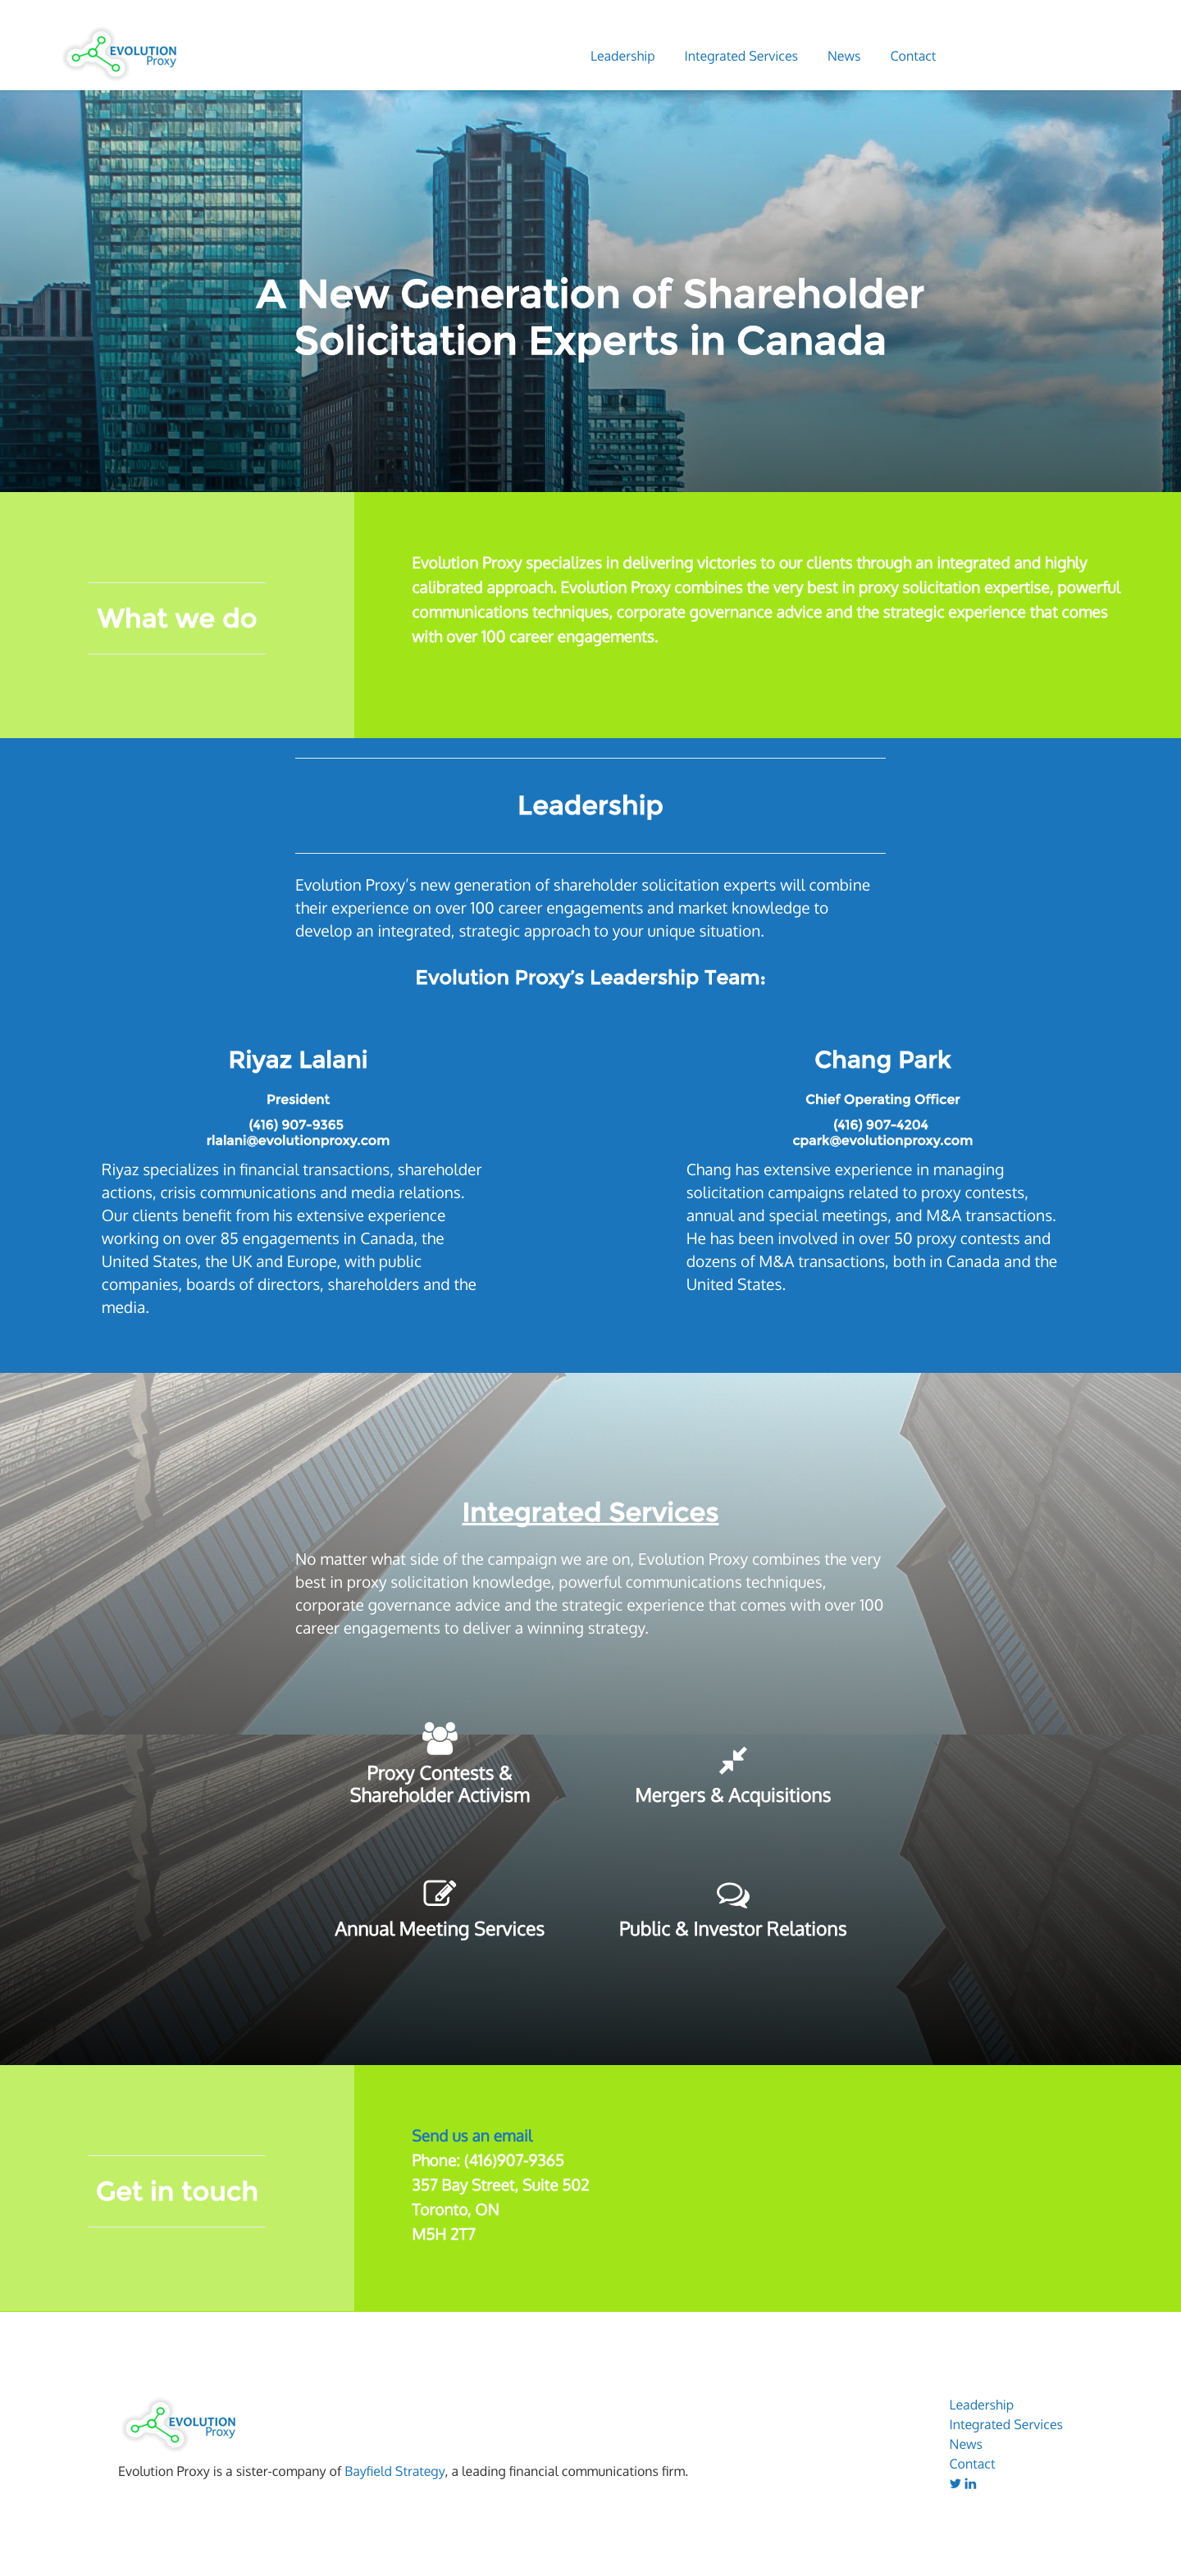 EVOLUTION
Proxy
Leadership
Integrated Services
News
Contact
A New Generation of Shareholder
Solicitation Experts in Canada
What we do
Evolution Proxy specializes in delivering victories to our clients through an integrated and highly
calibrated approach. Evolution Proxy combines the very best in proxy solicitation expertise, powerful
communications techniques, corporate governance advice and the strategic experience that comes
with over 100 career engagements.
Leadership
Evolution Proxy's new generation of shareholder solicitation experts will combine
their experience on over 100 career engagements and market knowledge to
develop an integrated, strategic approach to your unique situation.
Evolution Proxy's Leadership Team:
Riyaz Lalani
President
(416) 907-9365
rlalani@evolutionproxy.com
Riyaz specializes in financial transactions, shareholder
actions, crisis communications and media relations.
Our clients benefit from his extensive experience
working on over 85 engagements in Canada, the
United States, the UK and Europe, with public
companies, boards of directors, shareholders and the
media.
Chang Park
Chief Operating Officer
(416) 907-4204
cpark@evolutionproxy.com
Chang has extensive experience in managing
solicitation campaigns related to proxy contests,
annual and special meetings, and M&A transactions.
He has been involved in over 50 proxy contests and
dozens of M&A transactions, both in Canada and the
United States.
Integrated Services
No matter what side of the campaign we are on, Evolution Proxy combines the very
best in proxy solicitation knowledge, powerful communications techniques,
corporate governance advice and the strategic experience that comes with over 100
career engagements to deliver a winning strategy.
Proxy Contests &
Shareholder Activism
Mergers & Acquisitions
Annual Meeting Services
Public & Investor Relations
Get in touch
Send us an email
Phone: (416)907-9365
357 Bay Street, Suite 502
Toronto, ON
M5H 2T7
EVOLUTION
Proxy
Evolution Proxy is a sister-company of Bayfield Strategy, a leading financial communications firm.
Leadership
Integrated Services
News
Contact